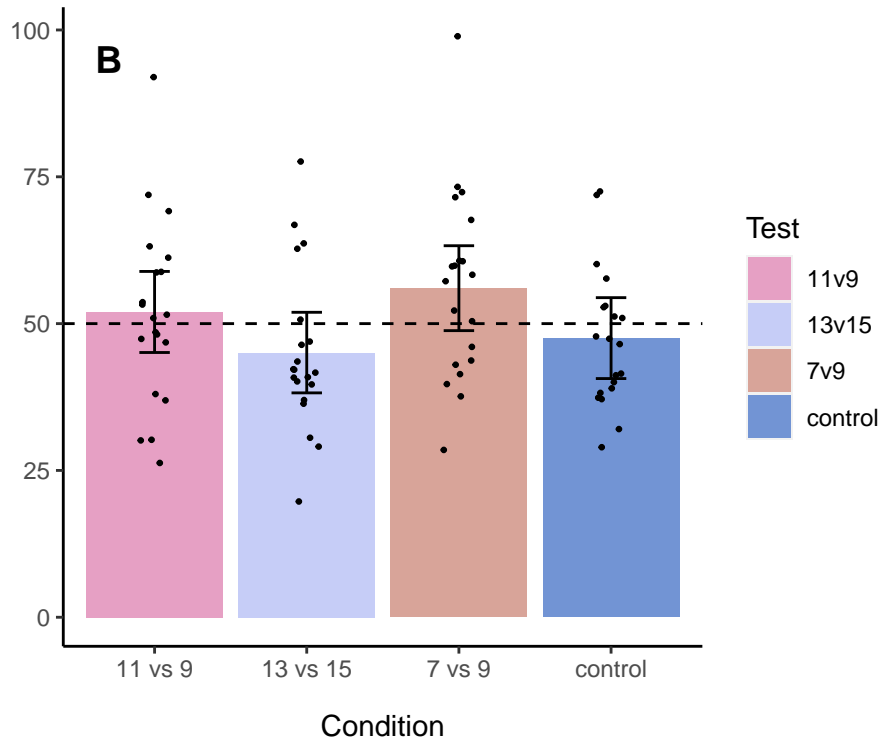 B
100
75
50
25
0
11 vs 9
13 vs 15
7 vs 9
control
Condition
Test
11v9
13v15
7v9
control